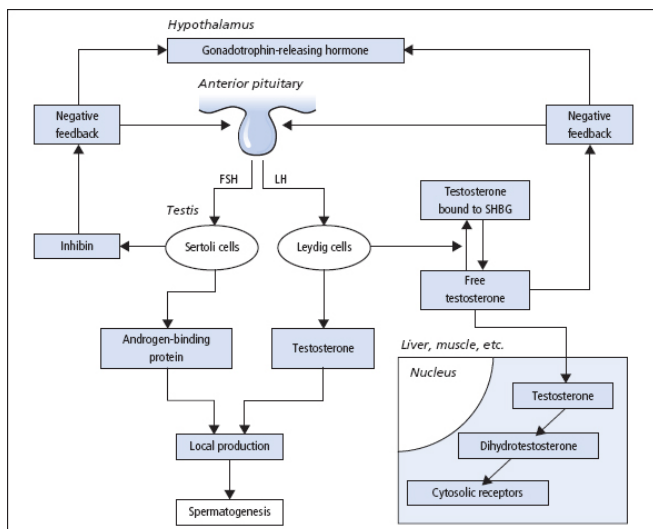 Hypothalamus
Gonadotrophin-releasing hormone
Anterior pituitary
Negative
feedback
Negative
feedback
FSH
LH
Testosterone
bound to SHBG
Testis
Inhibin
Sertoli cells
Leydig cells
Free
testosterone
Androgen-binding
protein
Testosterone
Liver, muscle, etc.
Nucleus
Testosterone
Local production
Dihydrotestosterone
Cytosolic receptors
Spermatogenesis